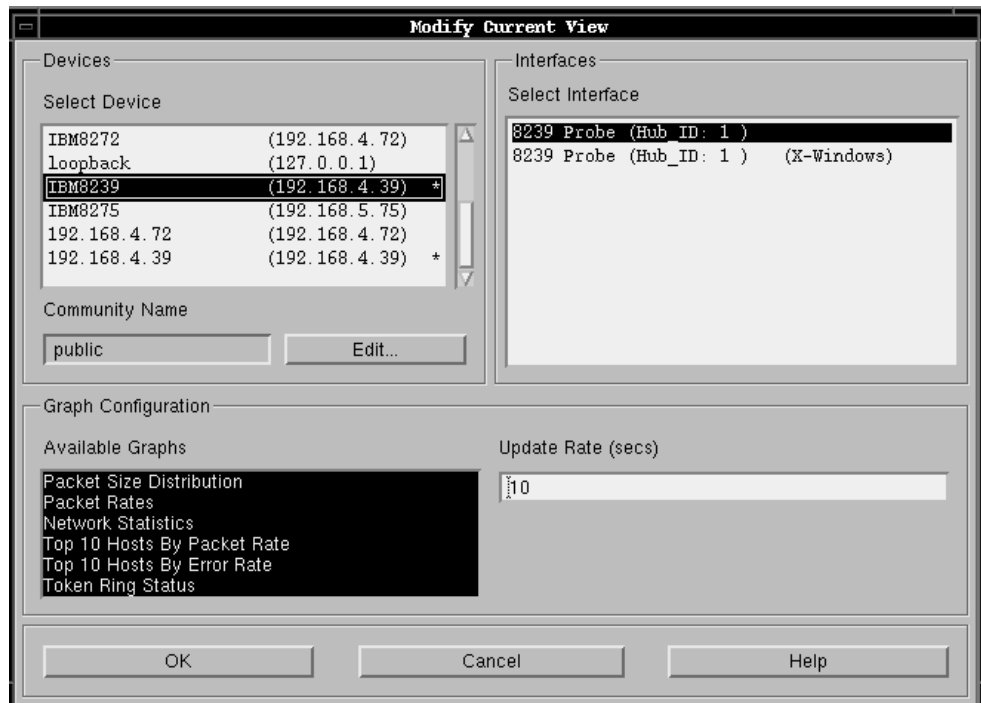 Modify Current View
Devices
Select Device
IBM8272 (192.168.4.72)
loopback (127.0.0.1)
IBM8239 (192.168.4.39) *
IBM8275 (192.168.5.75)
192.168.4.72 (192.168.4.72)
192.168.4.39 (192.168.4.39) *
Community Name
public
Edit...
Interfaces
Select Interface
8239 Probe (Hub_ID: 1 )
8239 Probe (Hub_ID: 1 ) (X-Windows)
Graph Configuration
Available Graphs
Packet Size Distribution
Packet Rates
Network Statistics
Top 10 Hosts By Packet Rate
Top 10 Hosts By Error Rate
Token Ring Status
Update Rate (secs)
10
OK
Cancel
Help